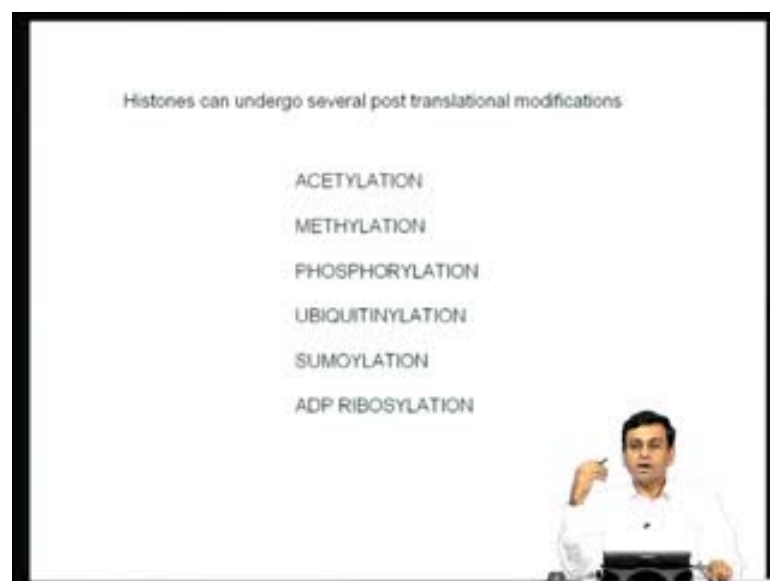 Histones can undergo several post translational modifications
ACETYLATION
METHYLATION
PHOSPHORYLATION
UBIQUITINYLATION
SUMOYLATION
ADP RIBOSYLATION